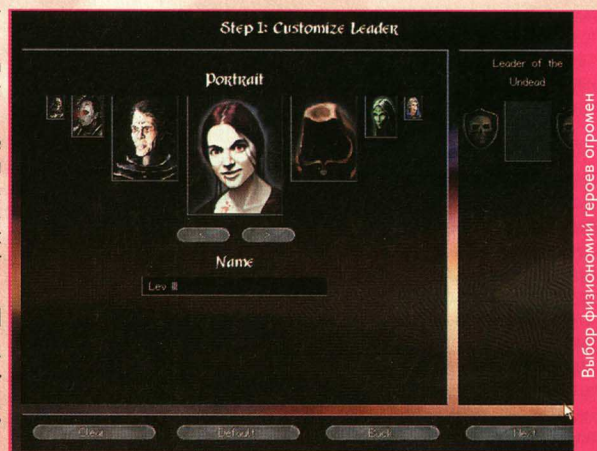 Step 1: Customize Leader
Portrait
Leader of the
Undead
Name
Lev
Clear
Default
Back
Next
Выбор физиономий героев огромен